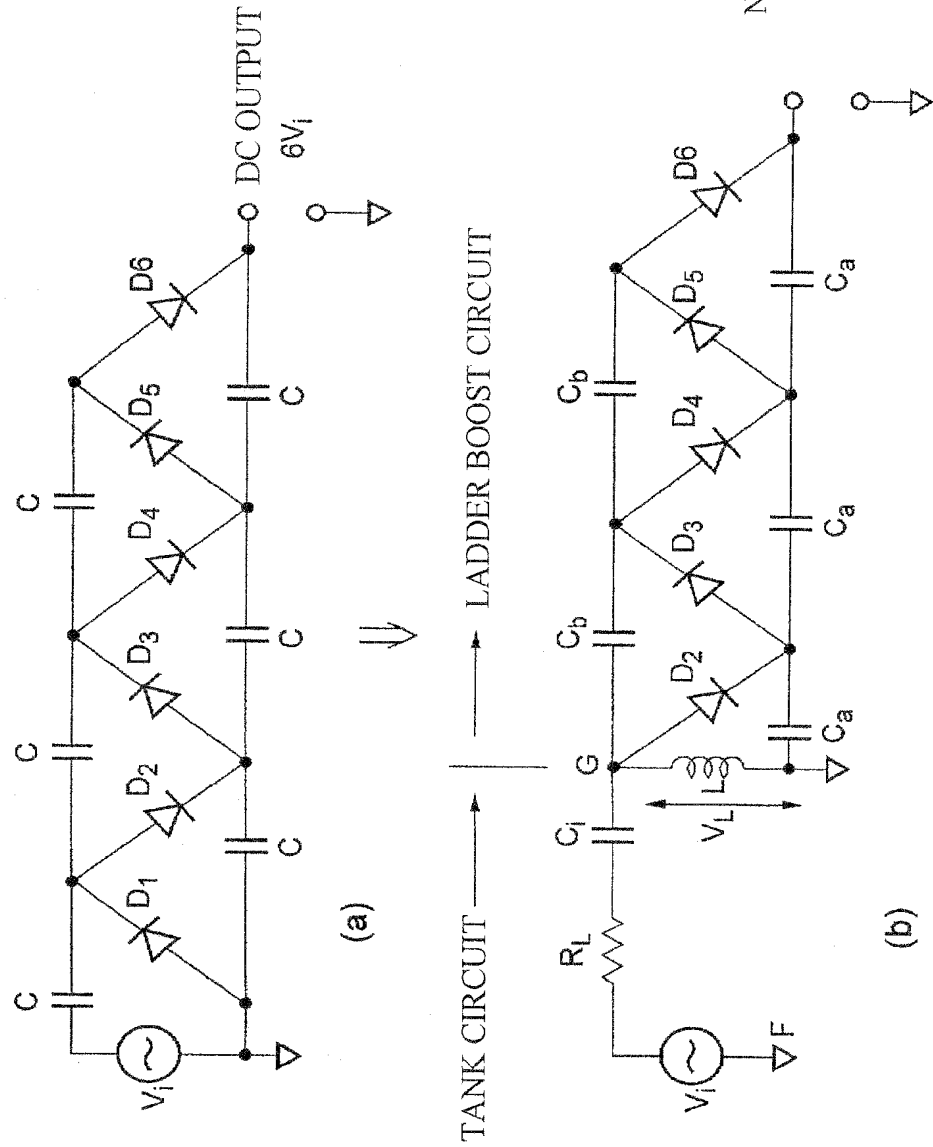 C C C
V_i D_1 D_2 D_3 D_4 D_5 D6
DC OUTPUT
6V_i
C C C
(a)
⇓
TANK CIRCUIT LADDER BOOST CIRCUIT
R_L C_i G C_b C_b
V_i V_L L D_2 D_3 D_4 D_5 D6
F C_a C_a C_a
(b)
N